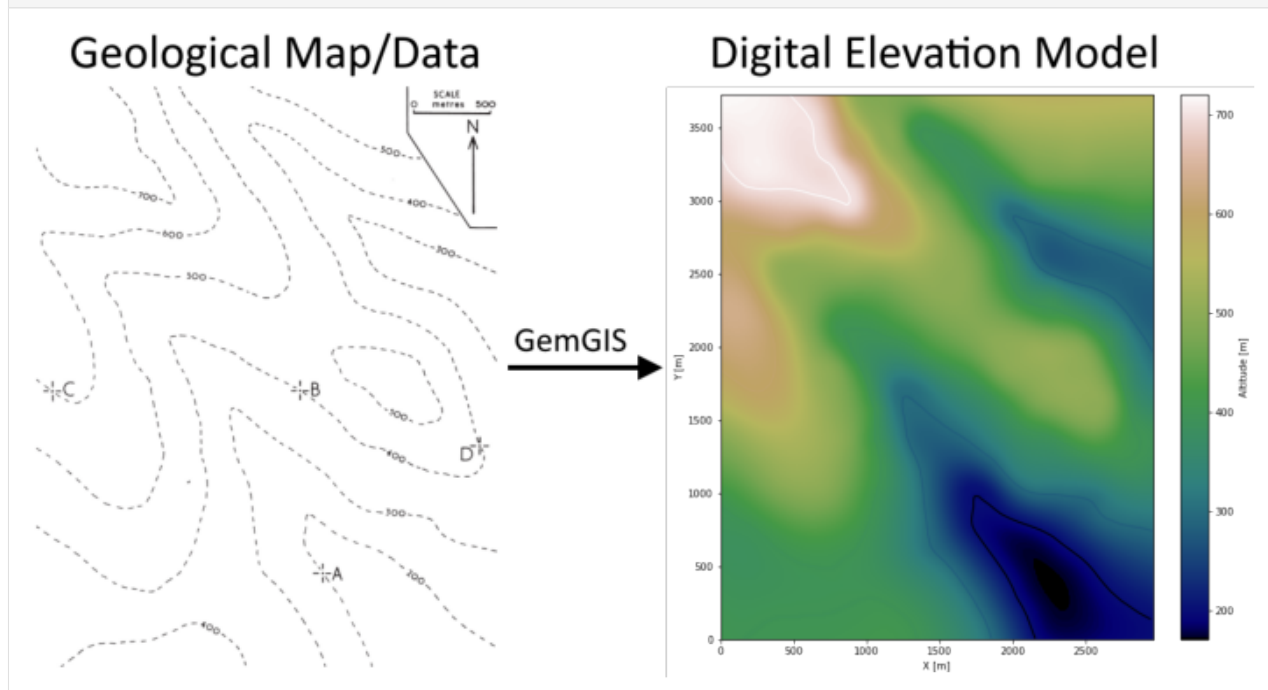 Geological Map/Data
SCALE
0 metres 500
N
500
700
400
600
300
500
C
B
500
D
400
300
A
200
400
GemGIS
Digital Elevation Model
3500
3000
2500
2000
1500
1000
500
0
Y [m]
0 500 1000 1500 2000 2500
X [m]
700
600
500
400
300
200
Altitude [m]